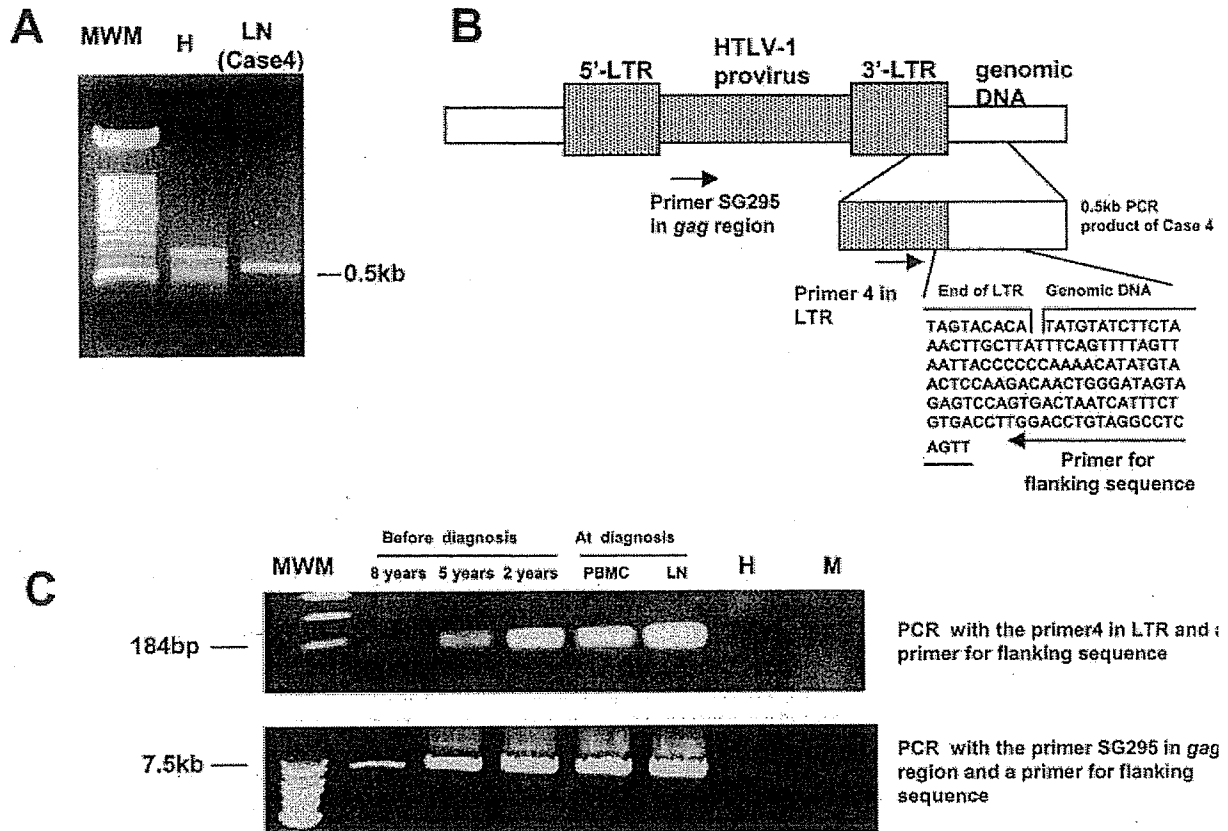 A
MWM
H
LN
(Case4)
0.5kb
B
HTLV-1
provirus
5'-LTR
3'-LTR
genomic
DNA
Primer SG295
in gag region
0.5kb PCR
product of Case 4
Primer 4 in
LTR
End of LTR
Genomic DNA
TAGTACACA TATGTATCTTCTA
AACTTGCTTATTTCAGTTTTAGTT
AATTACCCCCCAAAACATATGTA
ACTCCAAGACAACTGGGATAGTA
GAGTCCAGTGACTAATCATTTCT
GTGACCTTGGACCTGTAGGCCTC
AGTT
Primer for
flanking sequence
C
MWM
Before diagnosis
At diagnosis
8 years
5 years
2 years
PBMC
LN
H
M
184bp
PCR with the primer4 in LTR and
primer for flanking sequence
7.5kb
PCR with the primer SG295 in gag
region and a primer for flanking
sequence